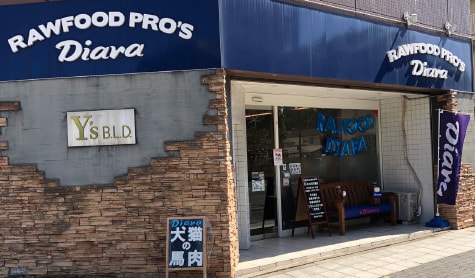 RAWFOOD PRO'S
Diara
RAWFOOD PRO'S
Diara
Y's B.L.D.
RAWFOOD
DIARA
Diara
Diara
犬猫
の
馬肉